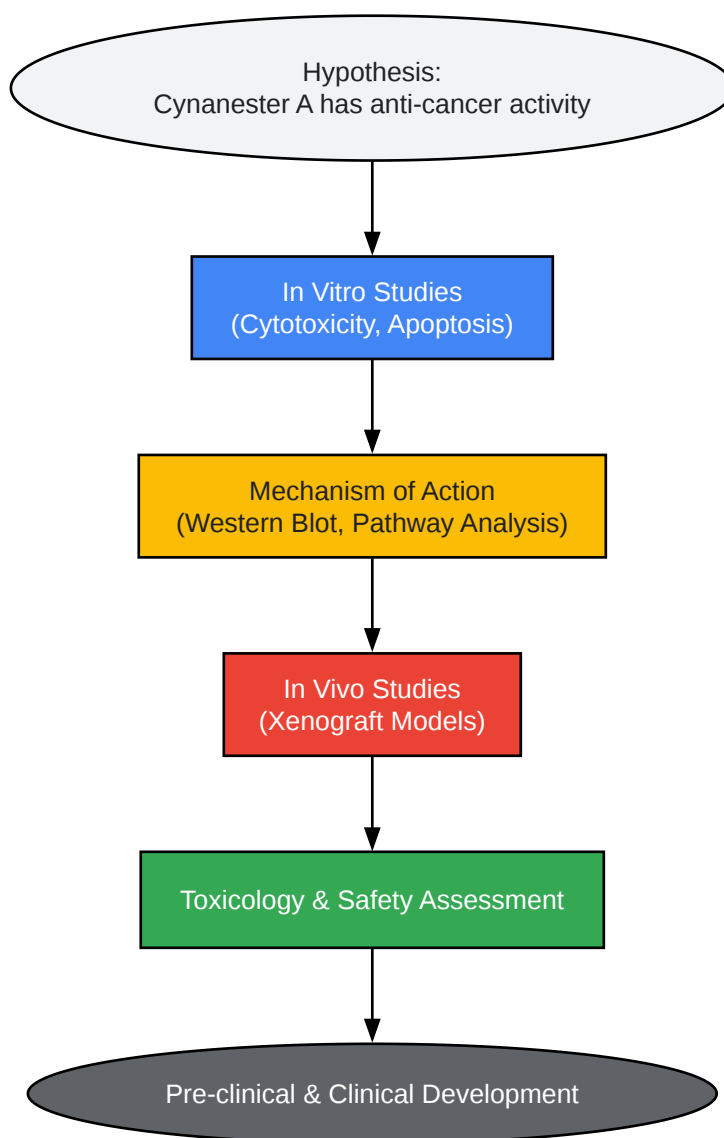 Hypothesis:
Cynanester A has anti-cancer activity
In Vitro Studies
(Cytotoxicity, Apoptosis)
Mechanism of Action
(Western Blot, Pathway Analysis)
In Vivo Studies
(Xenograft Models)
Toxicology & Safety Assessment
Pre-clinical & Clinical Development